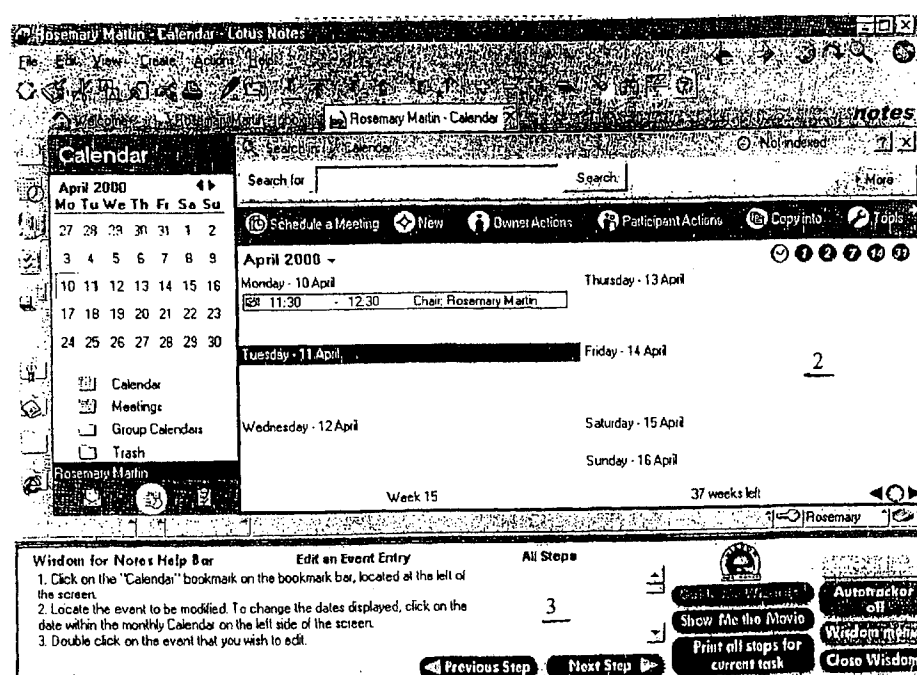 Rosemary Martin - Calendar - Lotus Notes
File Edit View Create Actions Help
Rosemary Martin - Calendar
notes
Calendar
Not indexed
Search for Search More
April 2000
Mo Tu We Th Fr Sa Su
27 28 29 30 31 1 2
3 4 5 6 7 8 9
10 11 12 13 14 15 16
17 18 19 20 21 22 23
24 25 26 27 28 29 30
Calendar
Meetings
Group Calendars
Trash
Rosemary Martin
Schedule a Meeting New Owner Actions Participant Actions Copy into Tools
April 2000 1 2 7 14 31
Monday - 10 April
11:30 - 12:30 Chair: Rosemary Martin
Tuesday - 11 April
Wednesday - 12 April
Thursday - 13 April
Friday - 14 April
2
Saturday - 15 April
Sunday - 16 April
Week 15 37 weeks left
Rosemary
Wisdom for Notes Help Bar Edit an Event Entry All Steps
1. Click on the "Calendar" bookmark on the bookmark bar, located at the left of
the screen.
2. Locate the event to be modified. To change the dates displayed, click on the
date within the monthly Calendar on the left side of the screen.
3. Double click on the event that you wish to edit.
3
Previous Step Next Step
Show Me the Movie
Print all steps for
current task
Autotracker
off
Wisdom menu
Close Wisdom